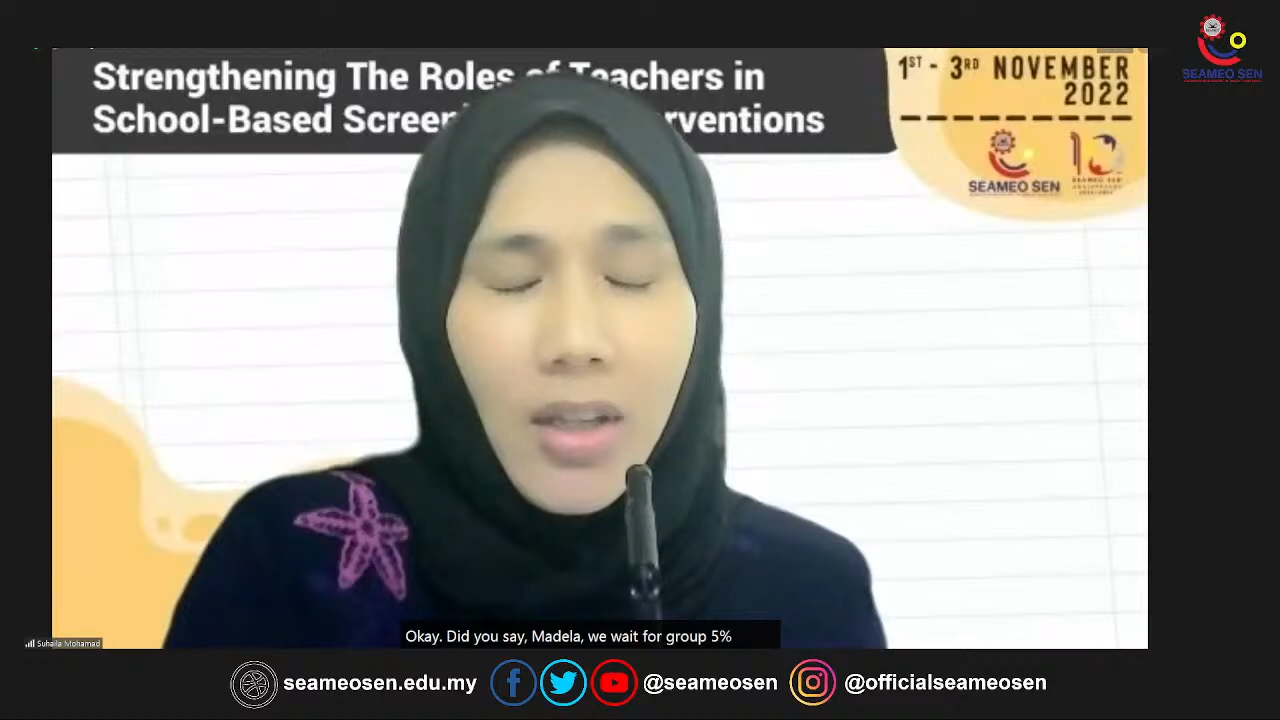 Strengthening The Roles of Teachers in
School-Based Screen rventions
1ST - 3RD NOVEMBER
2022
SEAMEO SEN
SEAMEO SEN
Suhaila Mohamad
Okay. Did you say, Madela, we wait for group 5%
seameosen.edu.my
@seameosen
@officialseameosen